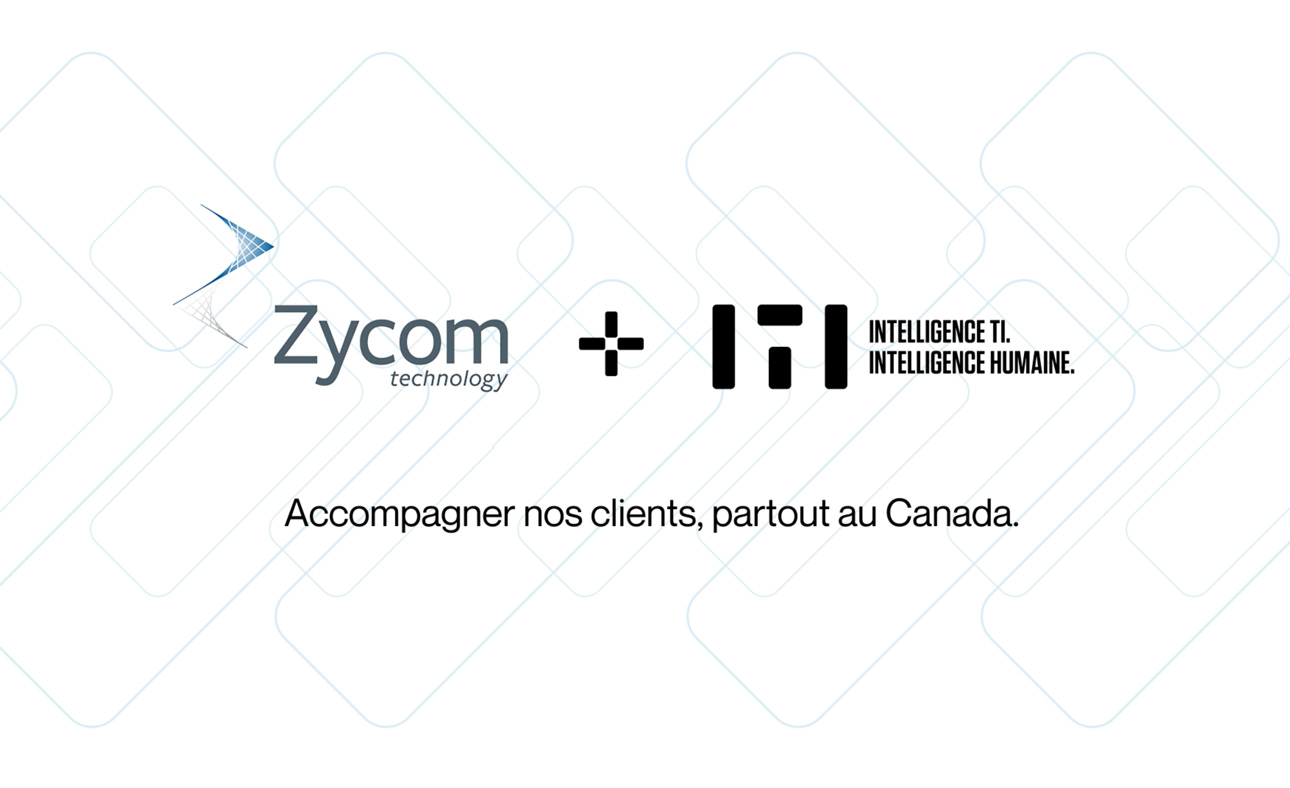 Zycom
technology
+
ITI
INTELLIGENCE TI.
INTELLIGENCE HUMAINE.
Accompagner nos clients, partout au Canada.